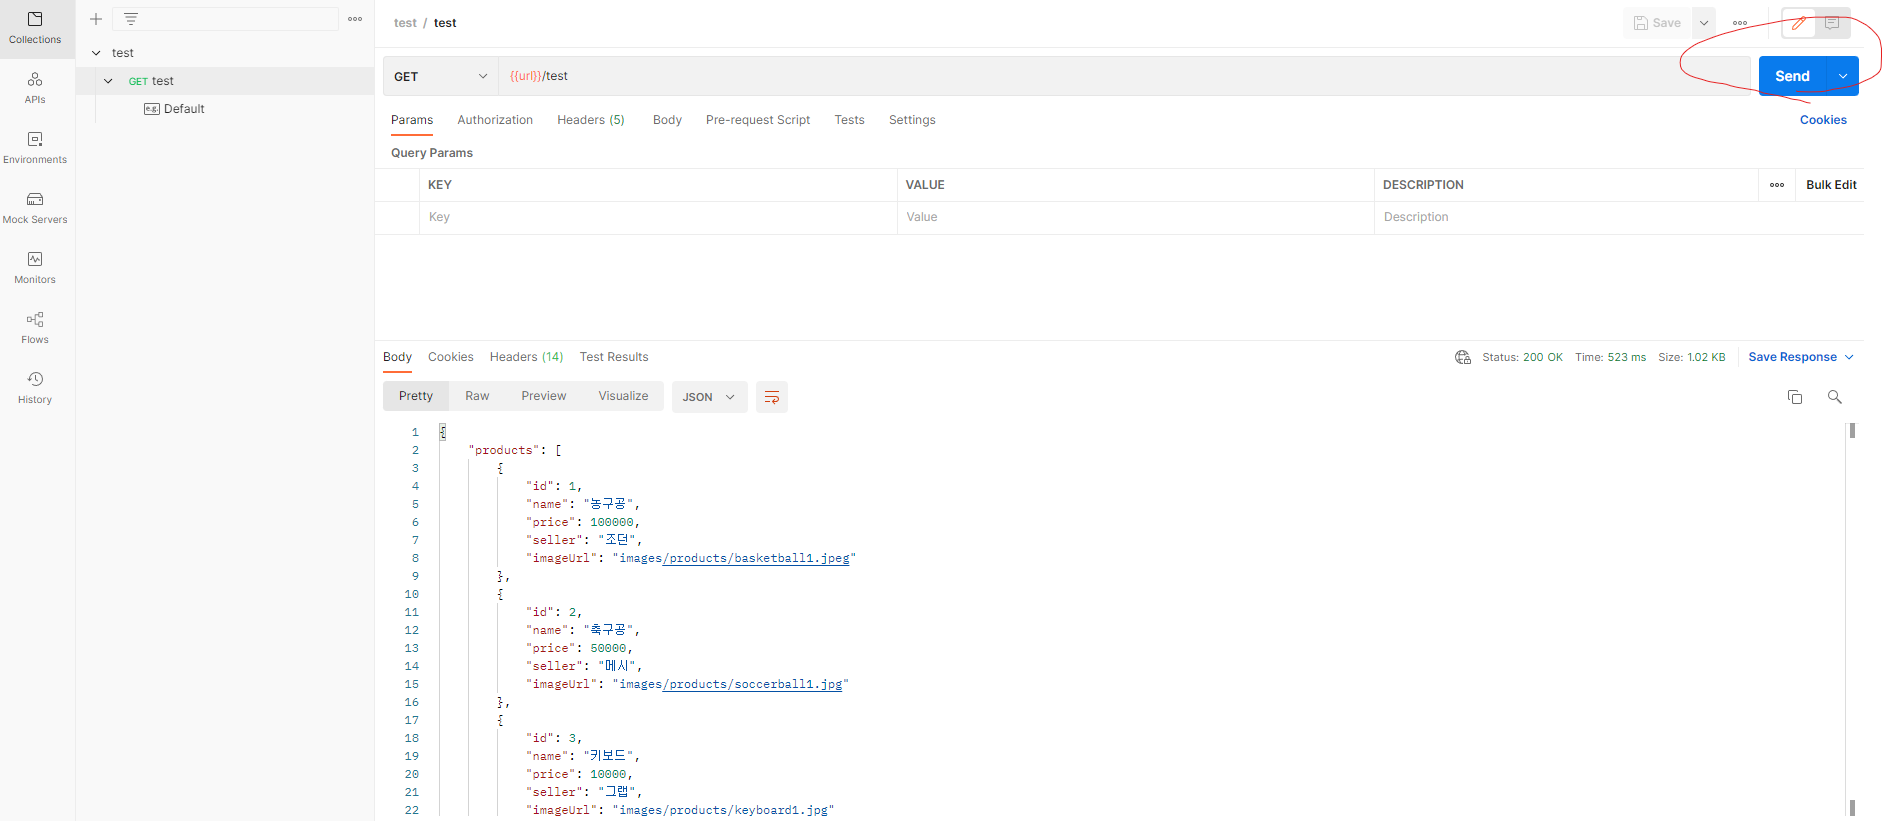 Collections
APIs
Environments
Mock Servers
Monitors
Flows
History
test
GET test
e.g. Default
test / test
Save
GET {{url}}/test
Send
Params Authorization Headers (5) Body Pre-request Script Tests Settings Cookies
Query Params
KEY VALUE DESCRIPTION Bulk Edit
Key Value Description
Body Cookies Headers (14) Test Results Status: 200 OK Time: 523 ms Size: 1.02 KB Save Response
Pretty Raw Preview Visualize JSON
1 {
2 "products": [
3 {
4 "id": 1,
5 "name": "농구공",
6 "price": 100000,
7 "seller": "조던",
8 "imageUrl": "images/products/basketball1.jpeg"
9 },
10 {
11 "id": 2,
12 "name": "축구공",
13 "price": 50000,
14 "seller": "메시",
15 "imageUrl": "images/products/soccerball1.jpg"
16 },
17 {
18 "id": 3,
19 "name": "키보드",
20 "price": 10000,
21 "seller": "그랩",
22 "imageUrl": "images/products/keyboard1.jpg"